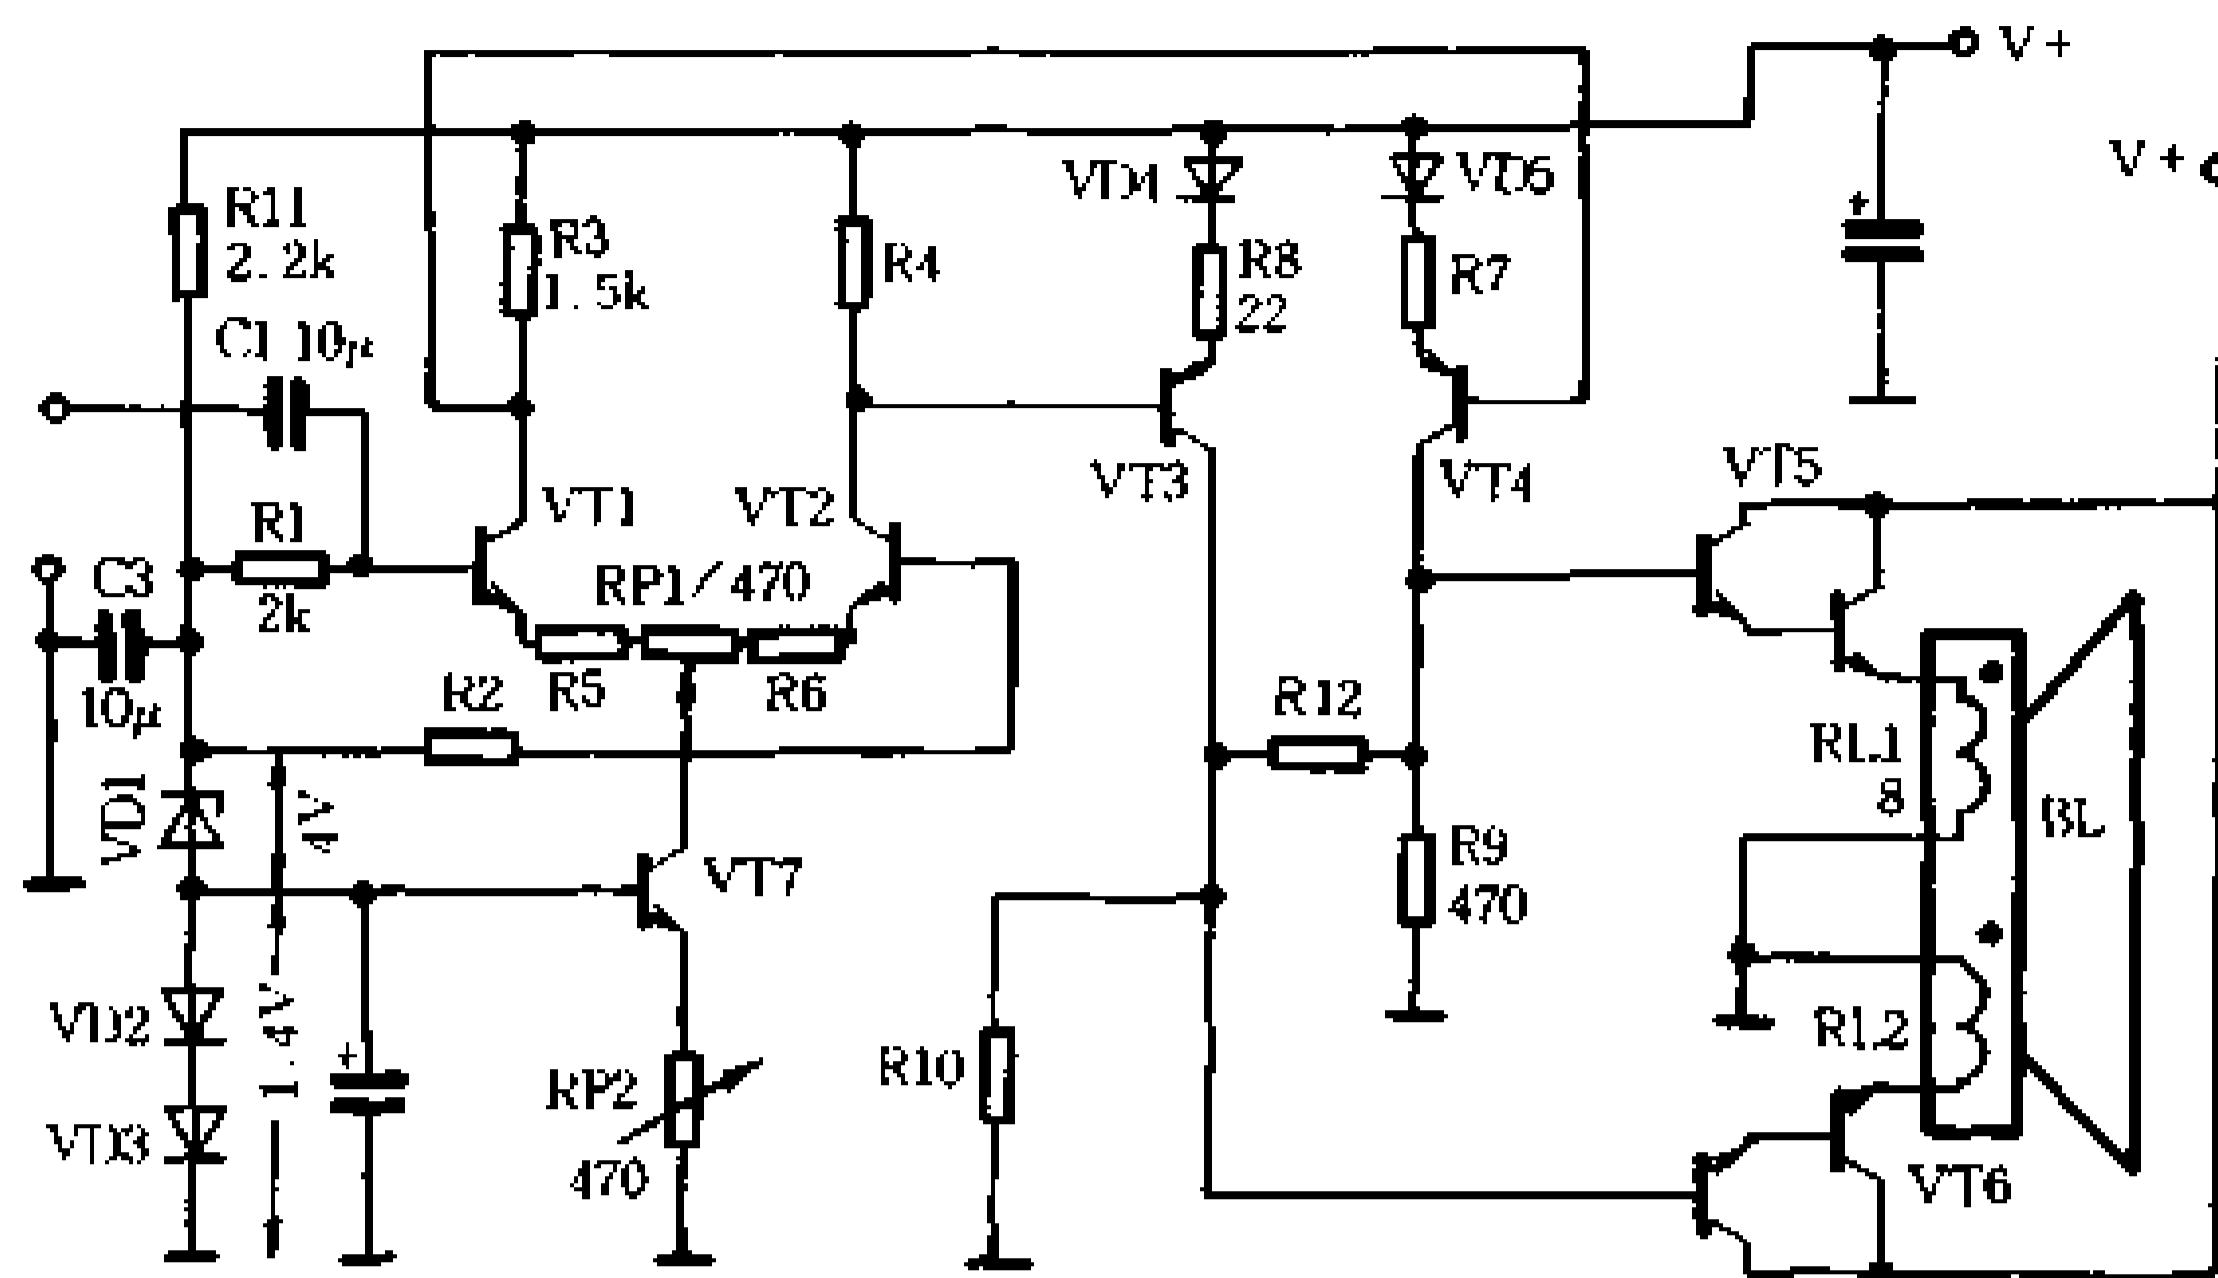 V+
V+
VD4
VD5
R11
2.2k
R3
1.5k
R4
R8
22
R7
C1 10μ
VT3
VT4
VT5
VT1
VT2
R1
2k
C3
10μ
RP1/470
R5
R6
R2
R12
RL1
8
BL
VD1
4V
VT7
R9
470
VD2
1.4V
RL2
R10
RP2
470
VD3
VT6